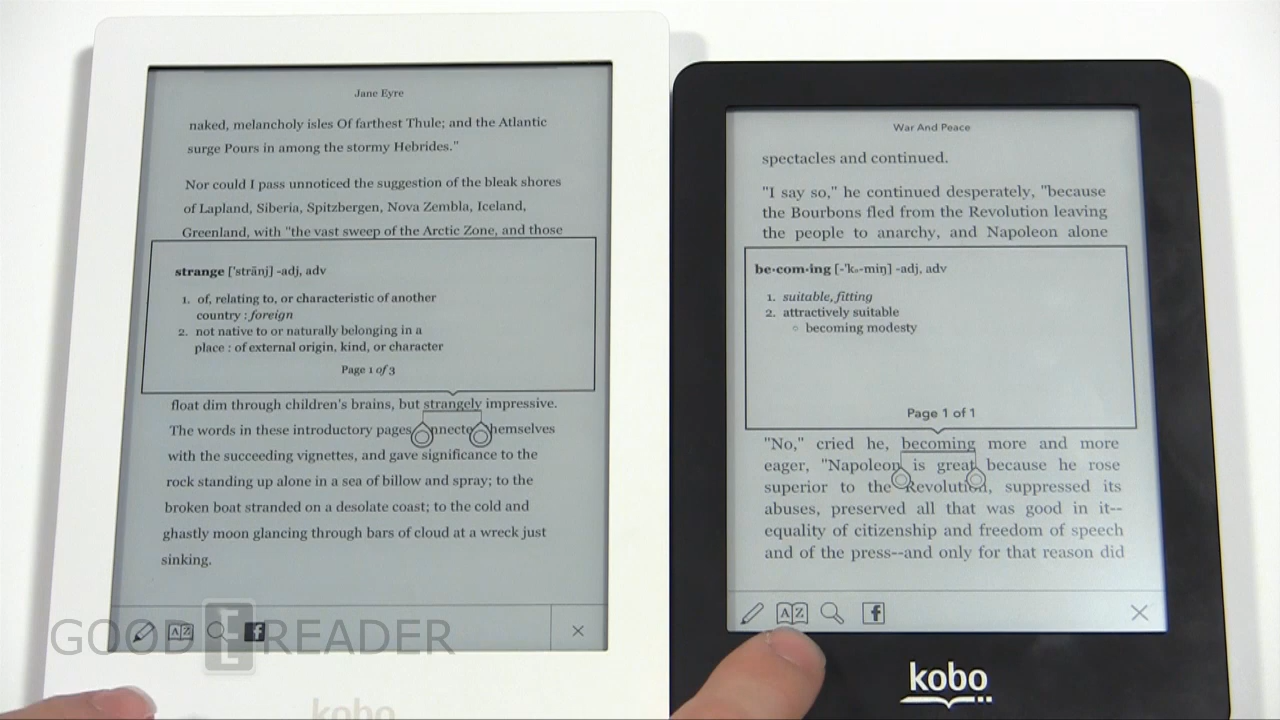 Jane Eyre
naked, melancholy isles Of farthest Thule; and the Atlantic
surge Pours in among the stormy Hebrides."
Nor could I pass unnoticed the suggestion of the bleak shores
of Lapland, Siberia, Spitzbergen, Nova Zembla, Iceland,
Greenland, with "the vast sweep of the Arctic Zone, and those
strange ['strānj] -adj, adv
1. of, relating to, or characteristic of another
country : foreign
2. not native to or naturally belonging in a
place : of external origin, kind, or character
Page 1 of 3
float dim through children's brains, but strangely impressive.
The words in these introductory pages themselves
with the succeeding vignettes, and gave significance to the
rock standing up alone in a sea of billow and spray; to the
broken boat stranded on a desolate coast; to the cold and
ghastly moon glancing through bars of cloud at a wreck just
sinking.
AZ
f
GOOD EREADER
kobo
War And Peace
spectacles and continued.
"I say so," he continued desperately, "because
the Bourbons fled from the Revolution leaving
the people to anarchy, and Napoleon alone
be·com·ing -adj, adv
1. suitable, fitting
2. attractively suitable
becoming modesty
Page 1 of 1
"No," cried he, becoming more and more
eager, "Napoleon is great because he rose
superior to the Revolution, suppressed its
abuses, preserved all that was good in it--
equality of citizenship and freedom of speech
and of the press--and only for that reason did
AZ
f
kobo